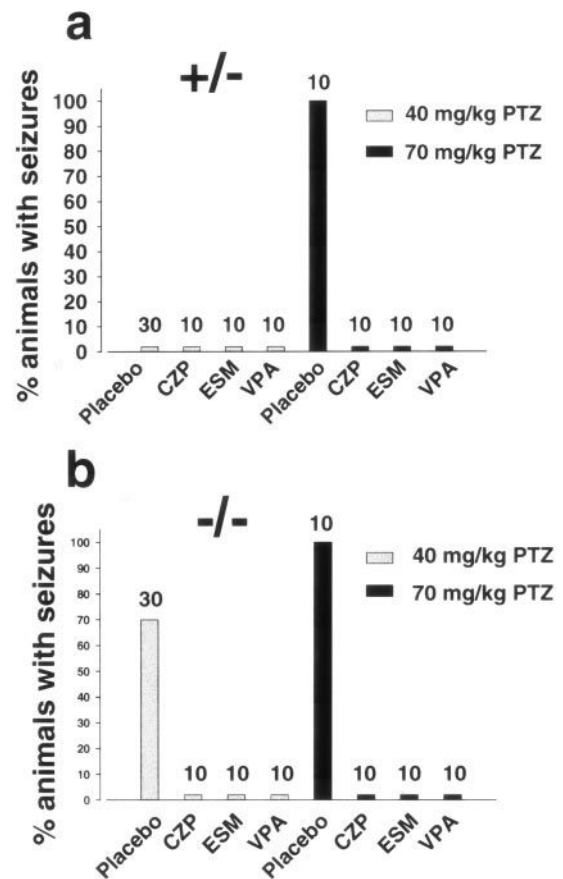 a
+/-
% animals with seizures
100
90
80
70
60
50
40
30
20
10
0
30 10 10 10 10 10 10 10
40 mg/kg PTZ
70 mg/kg PTZ
Placebo CZP ESM VPA Placebo CZP ESM VPA
b
-/-
% animals with seizures
100
90
80
70
60
50
40
30
20
10
0
30 10 10 10 10 10 10 10
40 mg/kg PTZ
70 mg/kg PTZ
Placebo CZP ESM VPA Placebo CZP ESM VPA